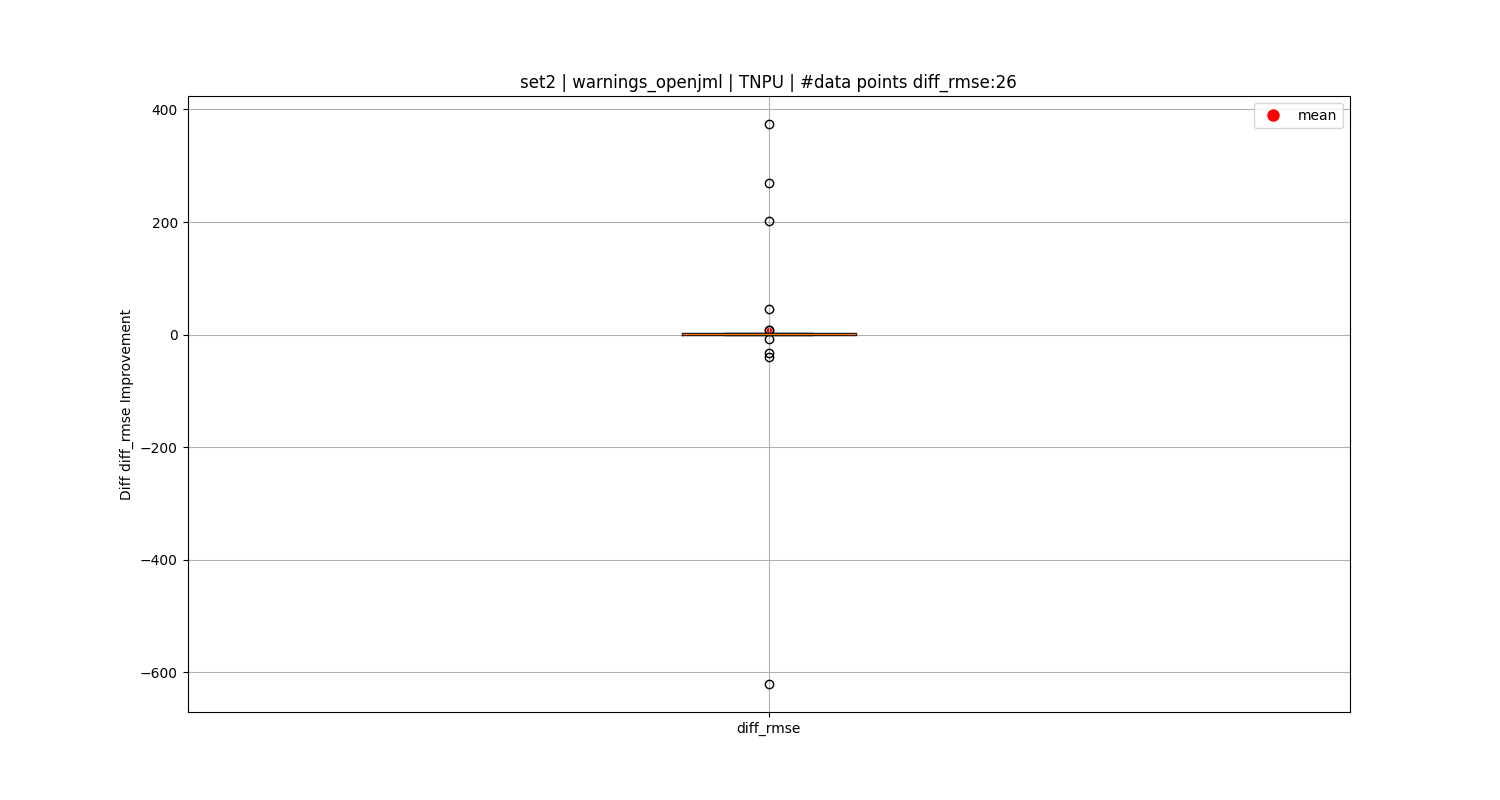 set2 | warnings_openjml | TNPU | #data points diff_rmse:26
mean
400
200
0
−200
−400
−600
Diff diff_rmse Improvement
diff_rmse